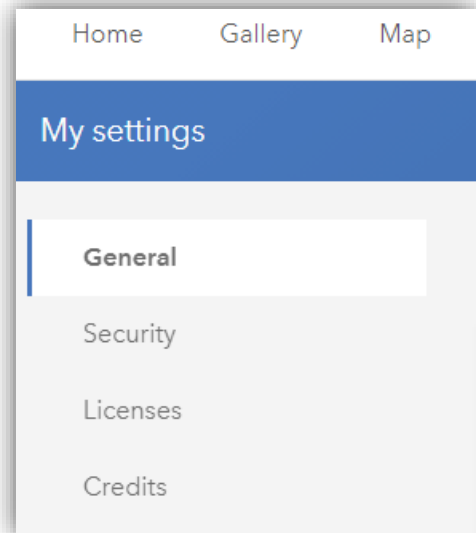 Home Gallery Map
My settings
General
Security
Licenses
Credits